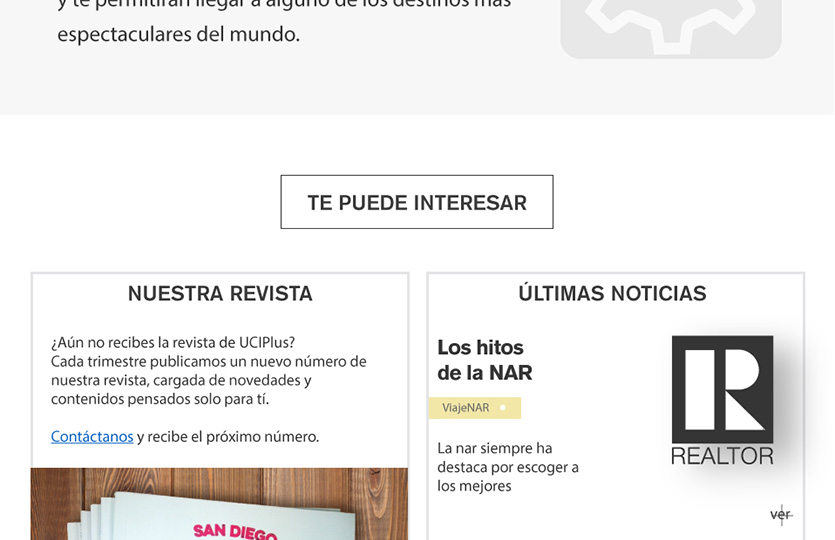 y te permitirán llegar a alguno de los destinos más
espectaculares del mundo.
TE PUEDE INTERESAR
NUESTRA REVISTA
¿Aún no recibes la revista de UCIPlus?
Cada trimestre publicamos un nuevo número de
nuestra revista, cargada de novedades y
contenidos pensados solo para tí.
Contáctanos y recibe el próximo número.
SAN DIEGO
ÚLTIMAS NOTICIAS
Los hitos
de la NAR
ViajeNAR
La nar siempre ha
destaca por escoger a
los mejores
R
REALTOR
ver